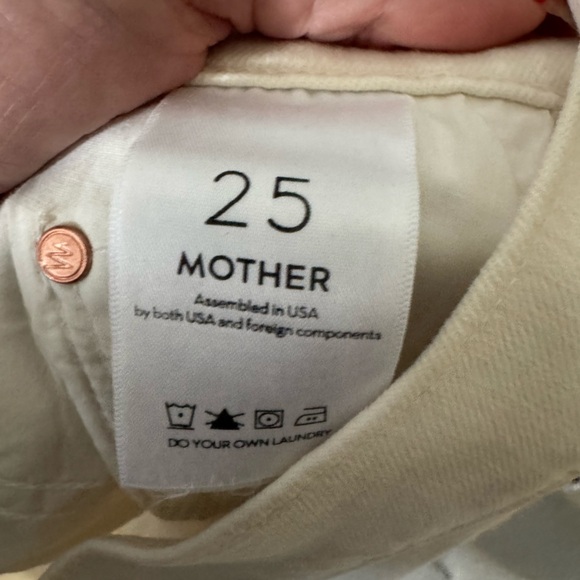 25
MOTHER
Assembled in USA
by both USA and foreign components
DO YOUR OWN LAUNDRY